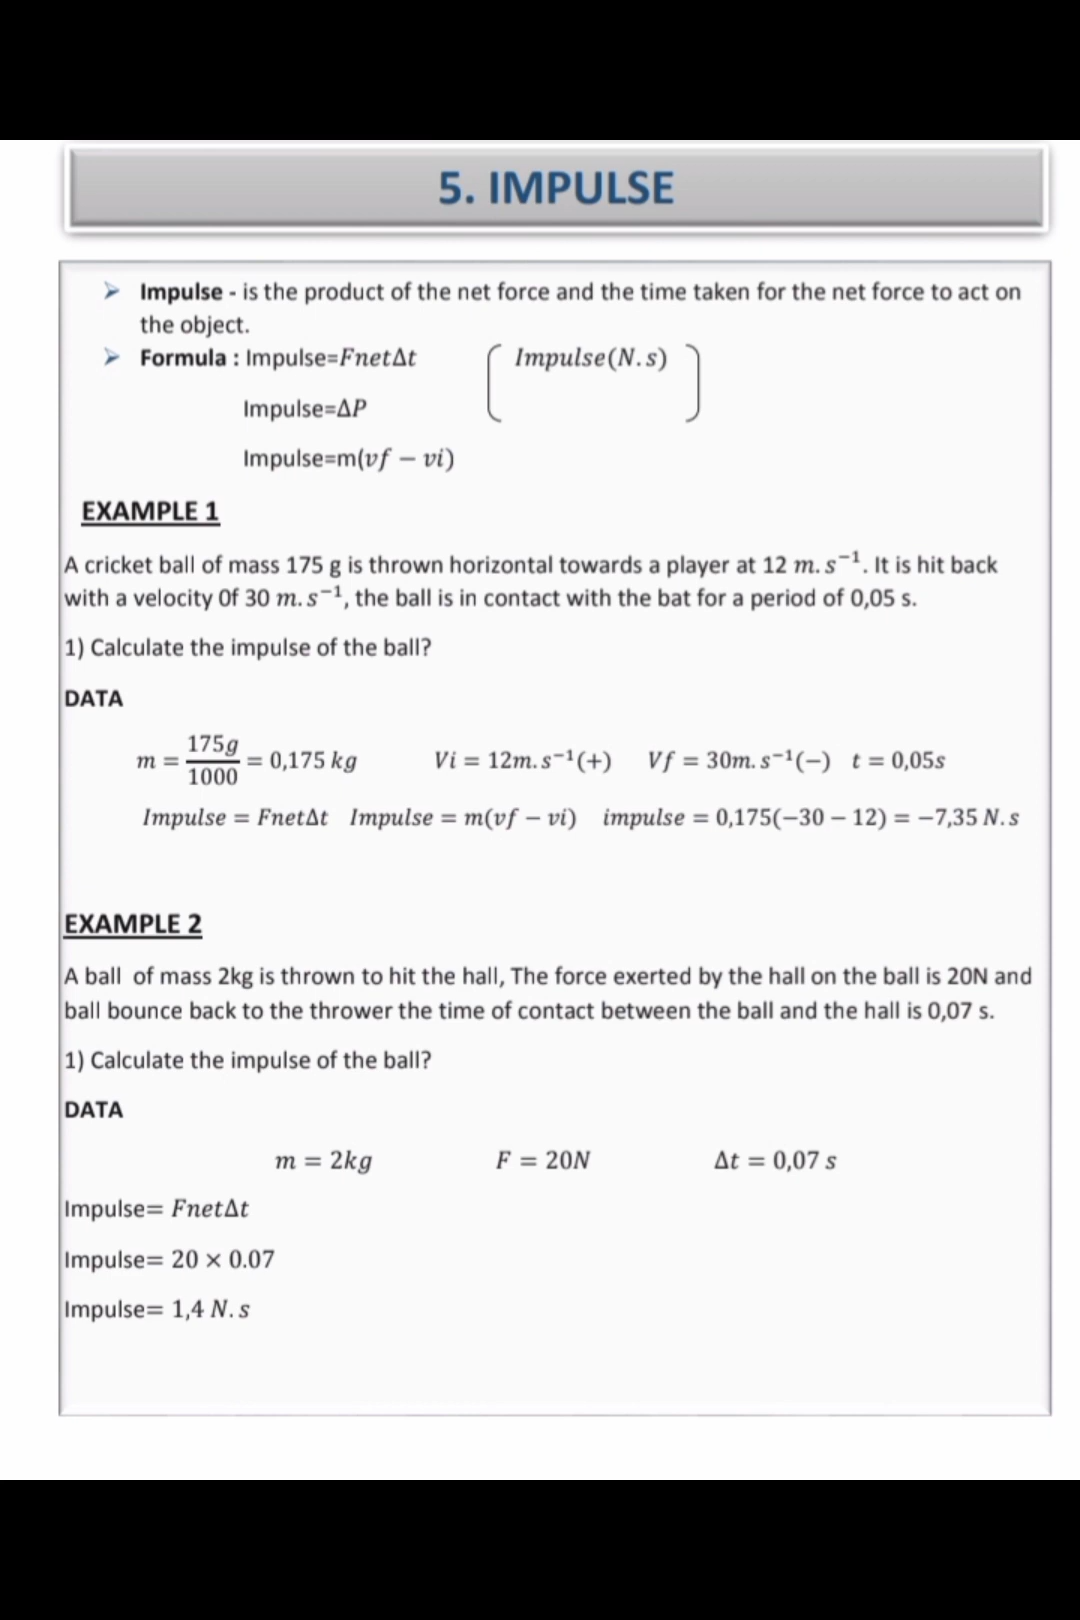 5. IMPULSE
➢ Impulse - is the product of the net force and the time taken for the net force to act on
the object.
➢ Formula : Impulse=FnetΔt ( Impulse(N.s) )
Impulse=ΔP
Impulse=m(vf − vi)
EXAMPLE 1
A cricket ball of mass 175 g is thrown horizontal towards a player at 12 m.s⁻¹. It is hit back
with a velocity 0f 30 m.s⁻¹, the ball is in contact with the bat for a period of 0,05 s.
1) Calculate the impulse of the ball?
DATA
m = 175g/1000 = 0,175 kg Vi = 12m.s⁻¹(+) Vf = 30m.s⁻¹(−) t = 0,05s
Impulse = FnetΔt Impulse = m(vf − vi) impulse = 0,175(−30 − 12) = −7,35 N.s
EXAMPLE 2
A ball of mass 2kg is thrown to hit the hall, The force exerted by the hall on the ball is 20N and
ball bounce back to the thrower the time of contact between the ball and the hall is 0,07 s.
1) Calculate the impulse of the ball?
DATA
m = 2kg F = 20N Δt = 0,07 s
Impulse= FnetΔt
Impulse= 20 × 0.07
Impulse= 1,4 N.s